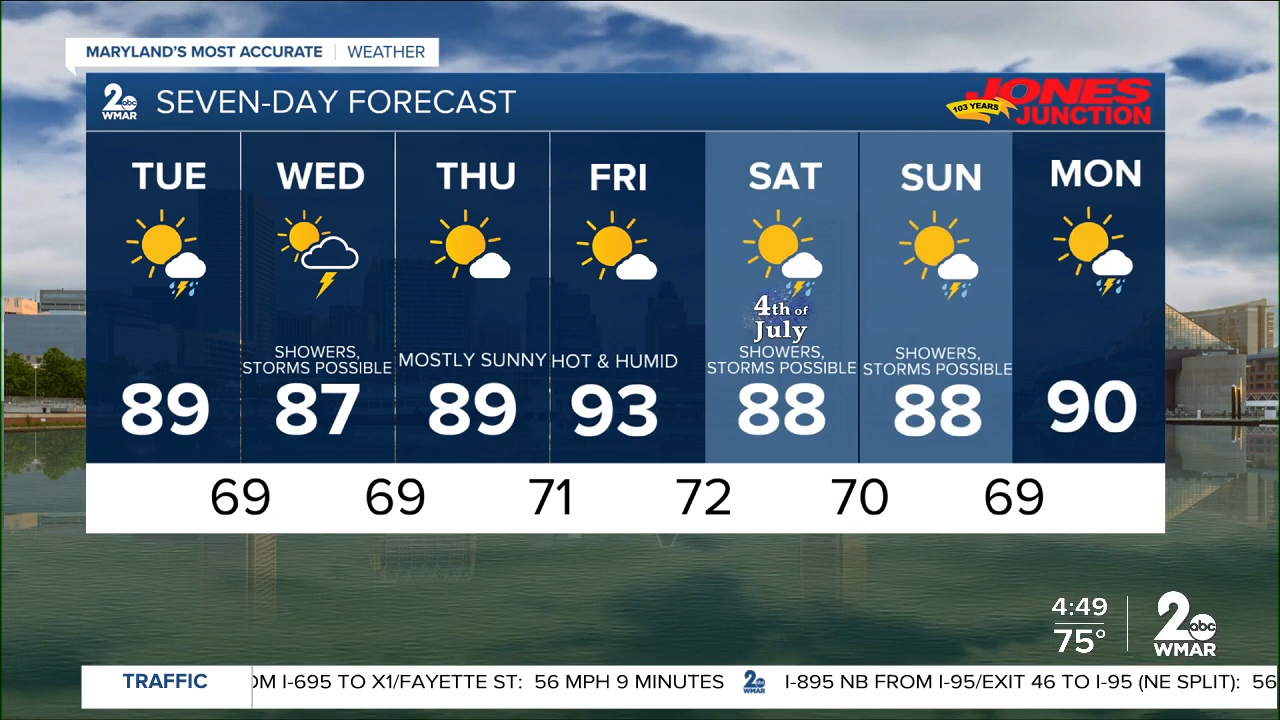 MARYLAND'S MOST ACCURATE | WEATHER
2 abc WMAR
SEVEN-DAY FORECAST
103 YEARS
JONES
JUNCTION
TUE WED THU FRI SAT SUN MON
4th of
July
SHOWERS, STORMS POSSIBLE
MOSTLY SUNNY
HOT & HUMID
SHOWERS, STORMS POSSIBLE
SHOWERS, STORMS POSSIBLE
89 87 89 93 88 88 90
69 69 71 72 70 69
4:49
75°
2 abc
WMAR
TRAFFIC OM I-695 TO X1/FAYETTE ST: 56 MPH 9 MINUTES 2 abc WMAR I-895 NB FROM I-95/EXIT 46 TO I-95 (NE SPLIT): 56